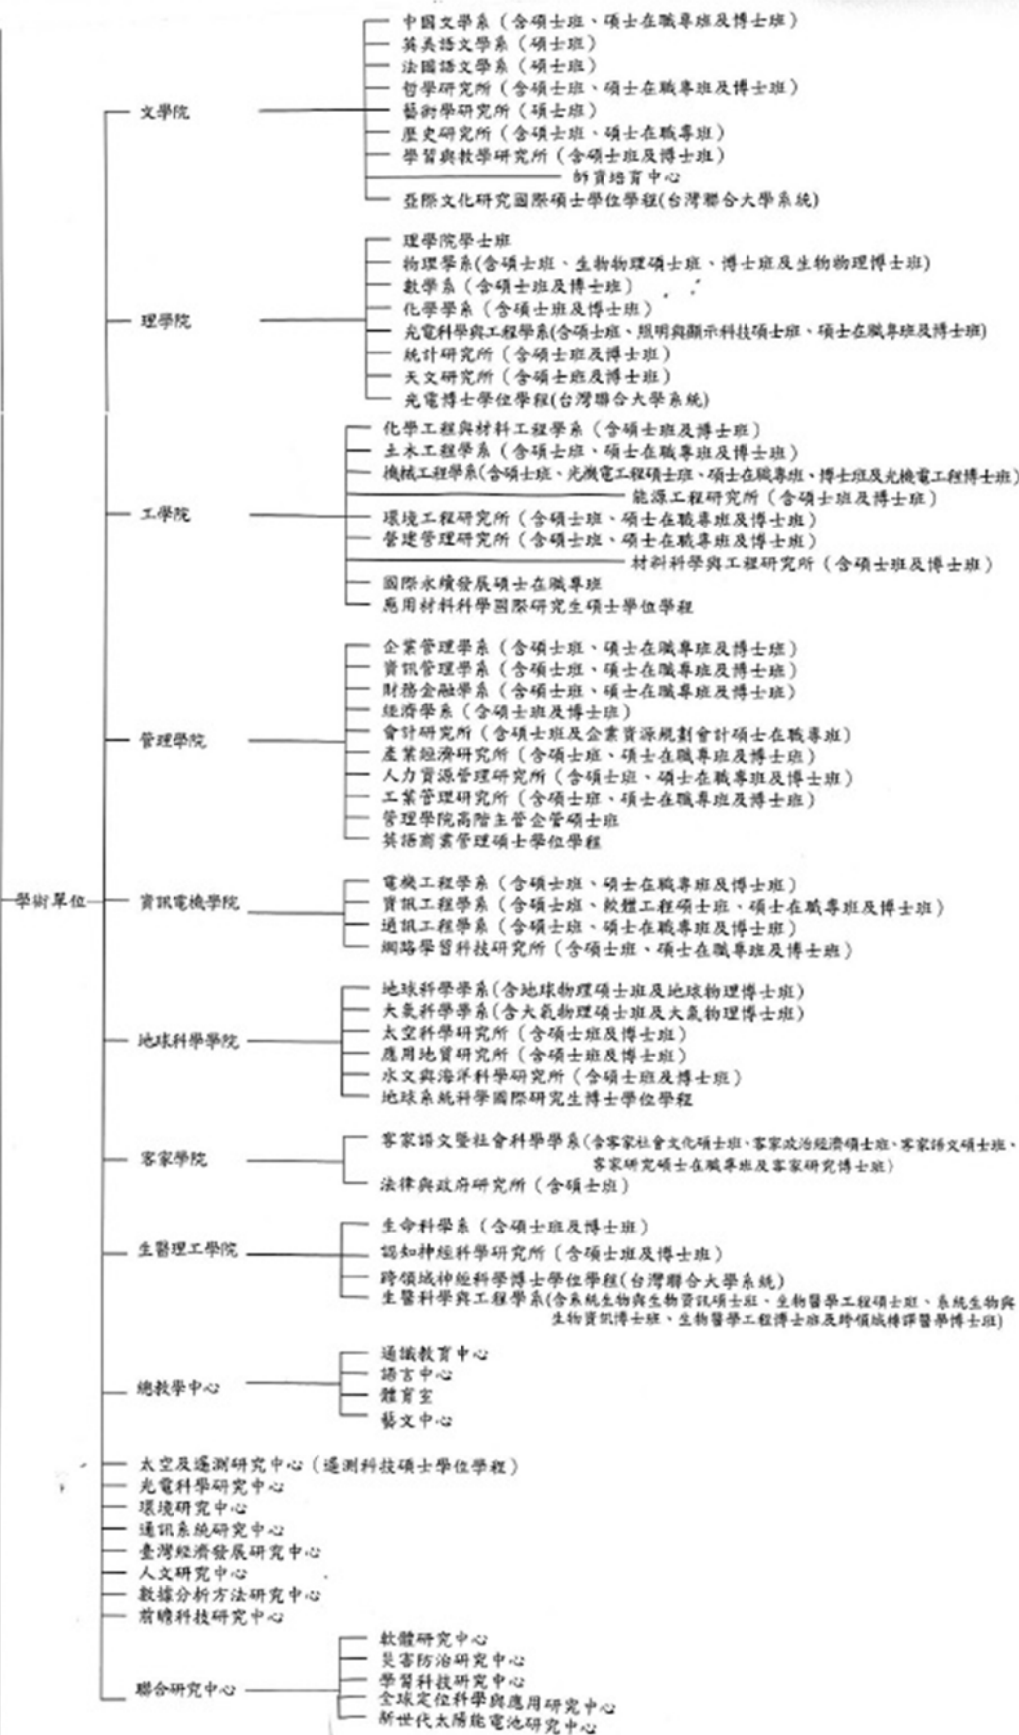 中國文學系（含碩士班、碩士在職專班及博士班）
英美語文學系（碩士班）
法國語文學系（碩士班）
哲學研究所（含碩士班、碩士在職專班及博士班）
文學院
藝術學研究所（碩士班）
歷史研究所（含碩士班、碩士在職專班）
學習與教學研究所（含碩士班及博士班）
師資培育中心
亞際文化研究國際碩士學位學程(台灣聯合大學系統)
理學院學士班
物理學系(含碩士班、生物物理碩士班、博士班及生物物理博士班)
數學系（含碩士班及博士班）
化學學系（含碩士班及博士班）
理學院
光電科學與工程學系(含碩士班、照明與顯示科技碩士班、碩士在職專班及博士班)
統計研究所（含碩士班及博士班）
天文研究所（含碩士班及博士班）
光電博士學位學程(台灣聯合大學系統)
化學工程與材料工程學系（含碩士班及博士班）
土木工程學系（含碩士班、碩士在職專班及博士班）
機械工程學系(含碩士班、光機電工程碩士班、碩士在職專班、博士班及光機電工程博士班)
能源工程研究所（含碩士班及博士班）
工學院
環境工程研究所（含碩士班、碩士在職專班及博士班）
營建管理研究所（含碩士班、碩士在職專班及博士班）
材料科學與工程研究所（含碩士班及博士班）
國際永續發展碩士在職專班
應用材料科學國際研究生碩士學位學程
企業管理學系（含碩士班、碩士在職專班及博士班）
資訊管理學系（含碩士班、碩士在職專班及博士班）
財務金融學系（含碩士班、碩士在職專班及博士班）
經濟學系（含碩士班及博士班）
會計研究所（含碩士班及企業資源規劃會計碩士在職專班）
管理學院
產業經濟研究所（含碩士班、碩士在職專班及博士班）
人力資源管理研究所（含碩士班、碩士在職專班及博士班）
工業管理研究所（含碩士班、碩士在職專班及博士班）
管理學院高階主管企管碩士班
英語商業管理碩士學位學程
電機工程學系（含碩士班、碩士在職專班及博士班）
學術單位
資訊電機學院
資訊工程學系（含碩士班、軟體工程碩士班、碩士在職專班及博士班）
通訊工程學系（含碩士班、碩士在職專班及博士班）
網路學習科技研究所（含碩士班、碩士在職專班及博士班）
地球科學學系(含地球物理碩士班及地球物理博士班)
大氣科學學系(含大氣物理碩士班及大氣物理博士班)
太空科學研究所（含碩士班及博士班）
地球科學學院
應用地質研究所（含碩士班及博士班）
水文與海洋科學研究所（含碩士班及博士班）
地球系統科學國際研究生博士學位學程
客家語文暨社會科學學系(含客家社會文化碩士班、客家政治經濟碩士班、客家語文碩士班、
客家學院
客家研究碩士在職專班及客家研究博士班)
法律與政府研究所（含碩士班）
生命科學系（含碩士班及博士班）
生醫理工學院
認知神經科學研究所（含碩士班及博士班）
跨領域神經科學博士學位學程(台灣聯合大學系統)
生醫科學與工程學系(含系統生物與生物資訊碩士班、生物醫學工程碩士班、系統生物與
生物資訊博士班、生物醫學工程博士班及跨領域轉譯醫學博士班)
通識教育中心
語言中心
總教學中心
體育室
藝文中心
太空及遙測研究中心（遙測科技碩士學位學程）
光電科學研究中心
環境研究中心
通訊系統研究中心
臺灣經濟發展研究中心
人文研究中心
數據分析方法研究中心
前瞻科技研究中心
軟體研究中心
災害防治研究中心
聯合研究中心
學習科技研究中心
全球定位科學與應用研究中心
新世代太陽能電池研究中心